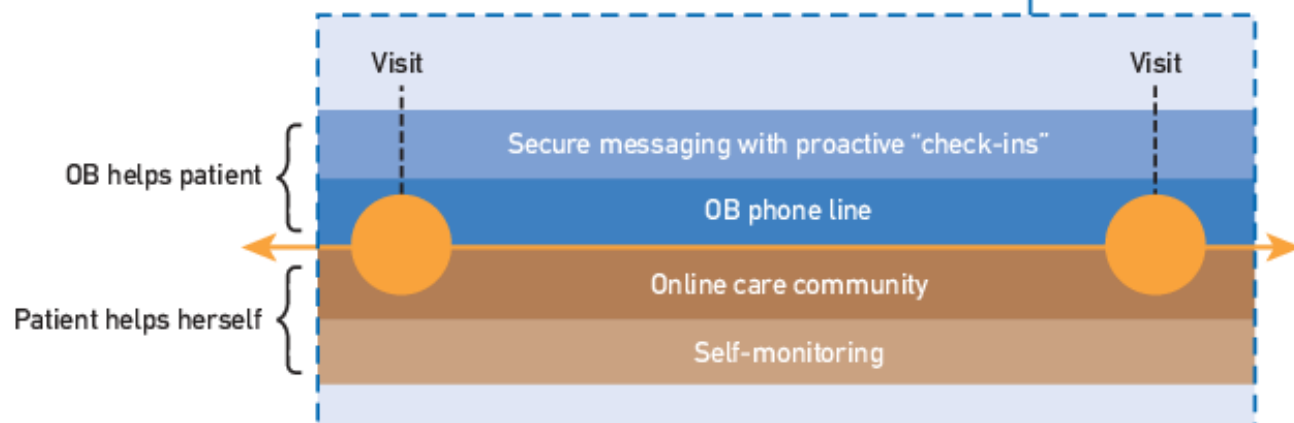 Visit
Visit
Secure messaging with proactive “check-ins”
OB helps patient
OB phone line
Online care community
Patient helps herself
Self-monitoring